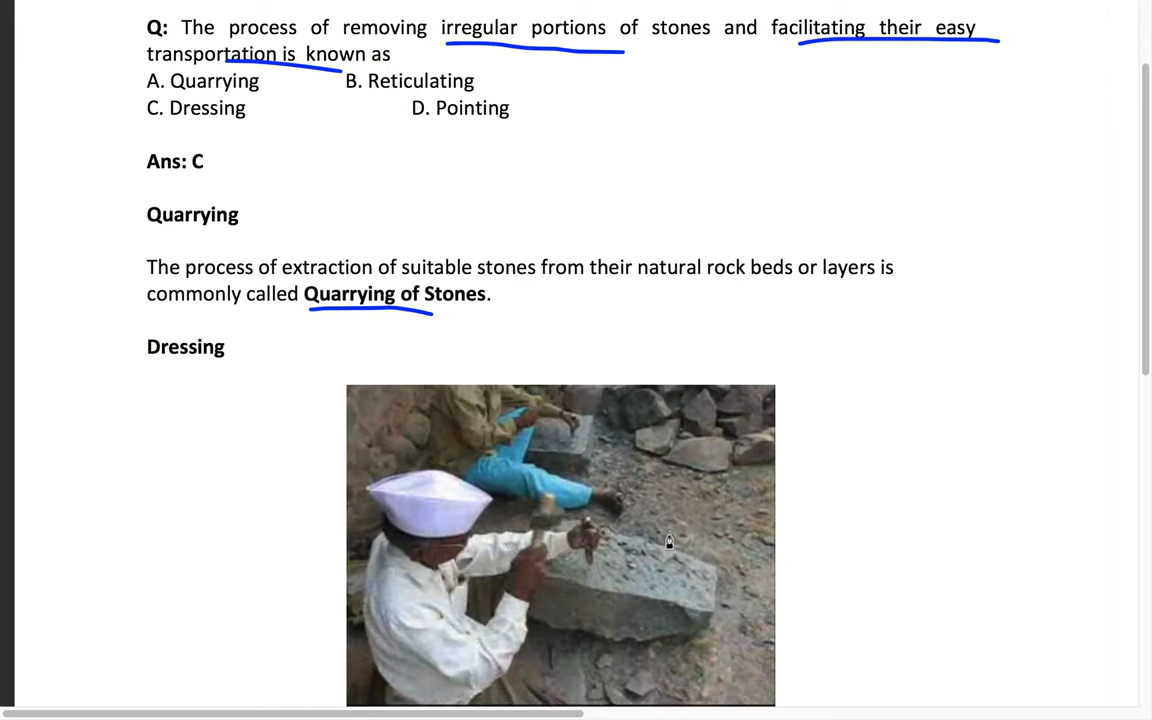 Q: The process of removing irregular portions of stones and facilitating their easy
transportation is known as
A. Quarrying B. Reticulating
C. Dressing D. Pointing
Ans: C
Quarrying
The process of extraction of suitable stones from their natural rock beds or layers is
commonly called Quarrying of Stones.
Dressing